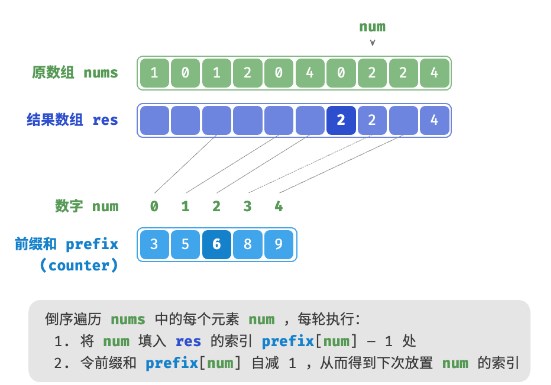 num
原数组 nums 1 0 1 2 0 4 0 2 2 4
结果数组 res 2 2 4
数字 num 0 1 2 3 4
前缀和 prefix 3 5 6 8 9
(counter)
倒序遍历 nums 中的每个元素 num ，每轮执行：
1. 将 num 填入 res 的索引 prefix[num] − 1 处
2. 令前缀和 prefix[num] 自减 1 ，从而得到下次放置 num 的索引